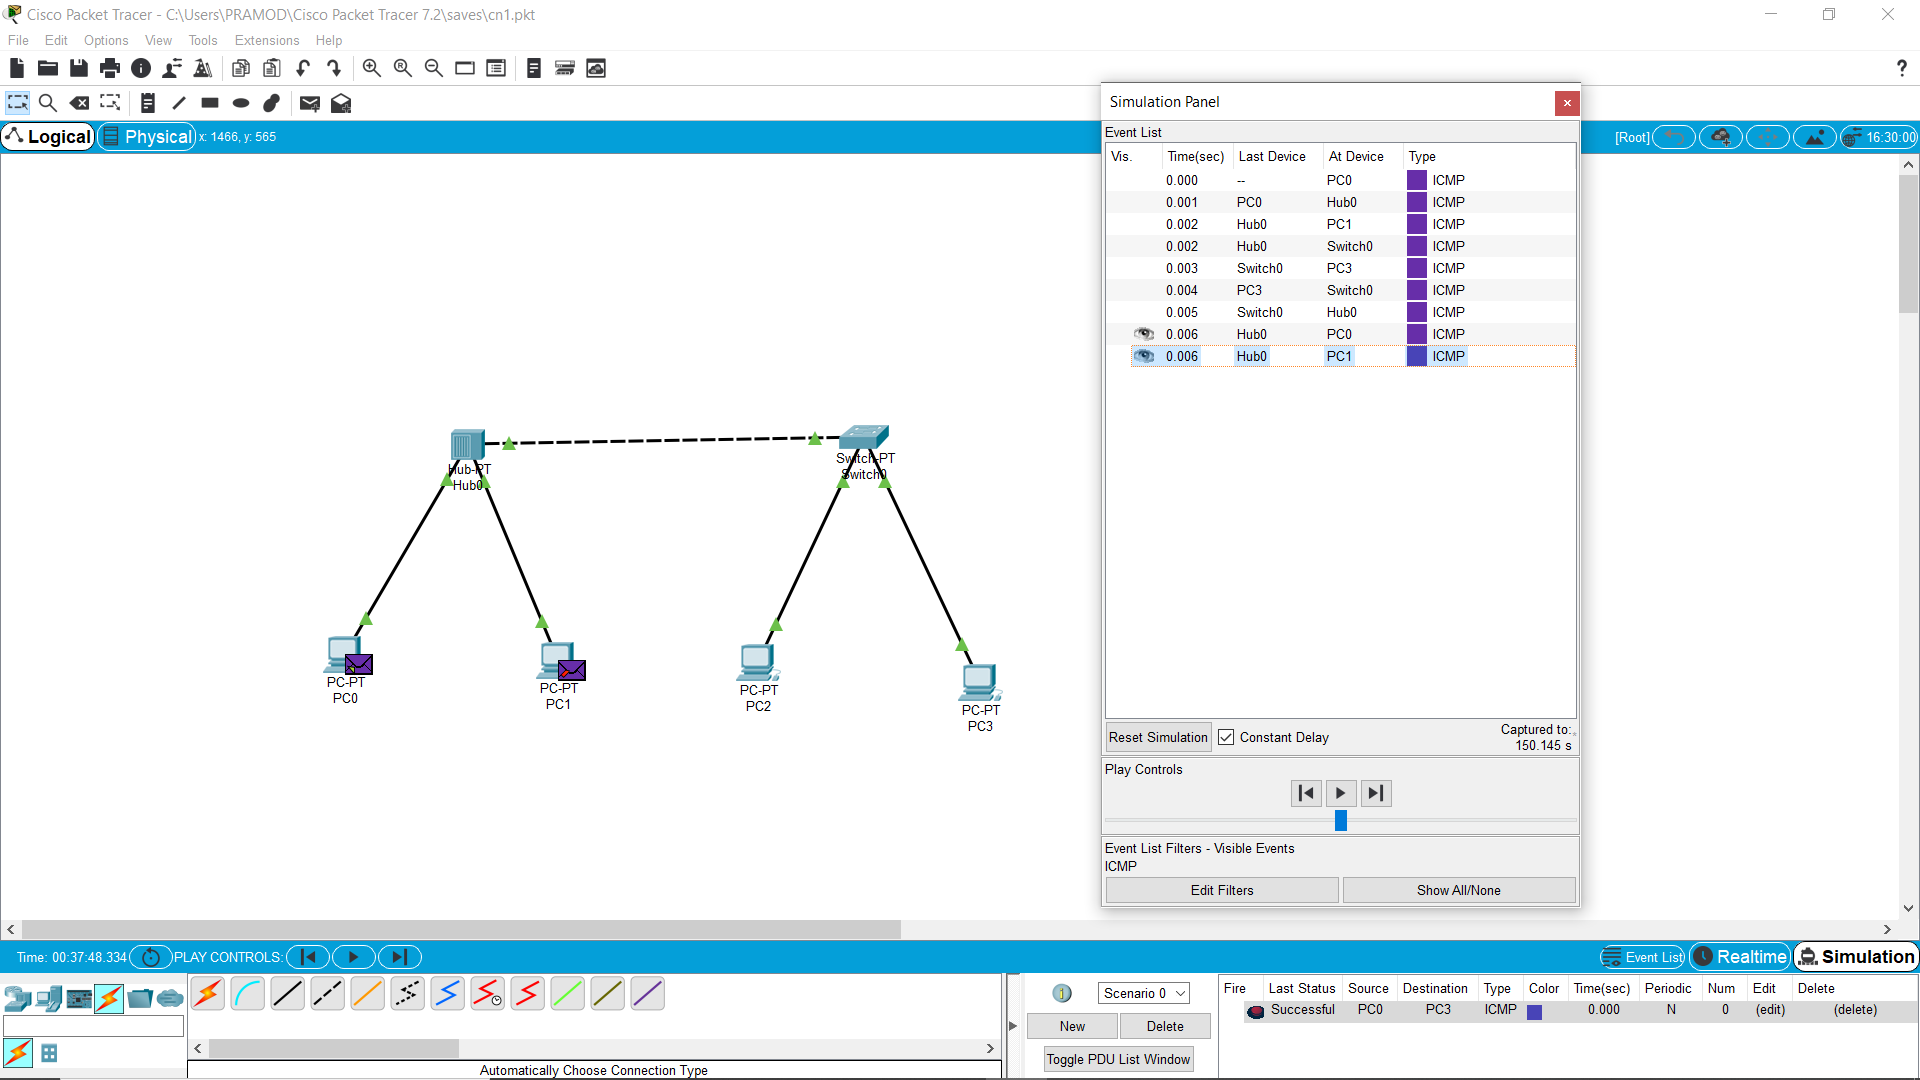 Cisco Packet Tracer - C:\Users\PRAMOD\Cisco Packet Tracer 7.2\saves\cn1.pkt
File Edit Options View Tools Extensions Help
?
Logical Physical x: 1466, y: 565
[Root] 16:30:00
Simulation Panel
Event List
Vis. Time(sec) Last Device At Device Type
0.000 -- PC0 ICMP
0.001 PC0 Hub0 ICMP
0.002 Hub0 PC1 ICMP
0.002 Hub0 Switch0 ICMP
0.003 Switch0 PC3 ICMP
0.004 PC3 Switch0 ICMP
0.005 Switch0 Hub0 ICMP
0.006 Hub0 PC0 ICMP
0.006 Hub0 PC1 ICMP
Reset Simulation Constant Delay Captured to:
150.145 s
Play Controls
Event List Filters - Visible Events
ICMP
Edit Filters Show All/None
Hub-PT
Hub0
Switch-PT
Switch0
PC-PT
PC0
PC-PT
PC1
PC-PT
PC2
PC-PT
PC3
Time: 00:37:48.334 PLAY CONTROLS:
Event List Realtime Simulation
Automatically Choose Connection Type
Scenario 0
New Delete
Toggle PDU List Window
Fire Last Status Source Destination Type Color Time(sec) Periodic Num Edit Delete
Successful PC0 PC3 ICMP 0.000 N 0 (edit) (delete)